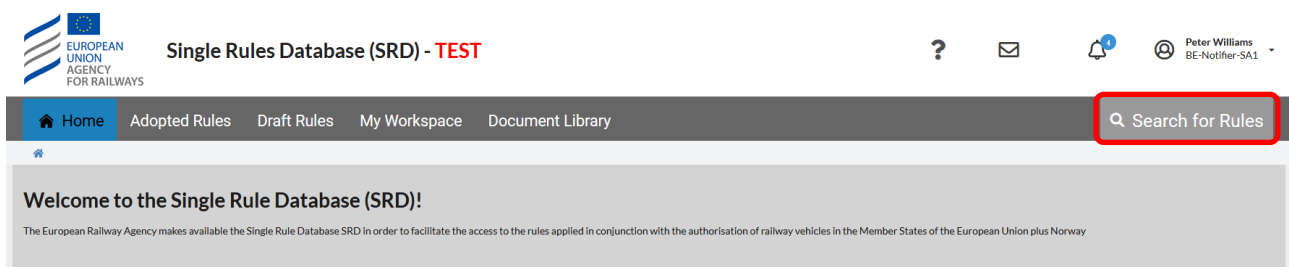 EUROPEAN
UNION
AGENCY
FOR RAILWAYS
Single Rules Database (SRD) - TEST
?
4
Peter Williams
BE-Notifier-SA1
Home Adopted Rules Draft Rules My Workspace Document Library Search for Rules
Welcome to the Single Rule Database (SRD)!
The European Railway Agency makes available the Single Rule Database SRD in order to facilitate the access to the rules applied in conjunction with the authorisation of railway vehicles in the Member States of the European Union plus Norway